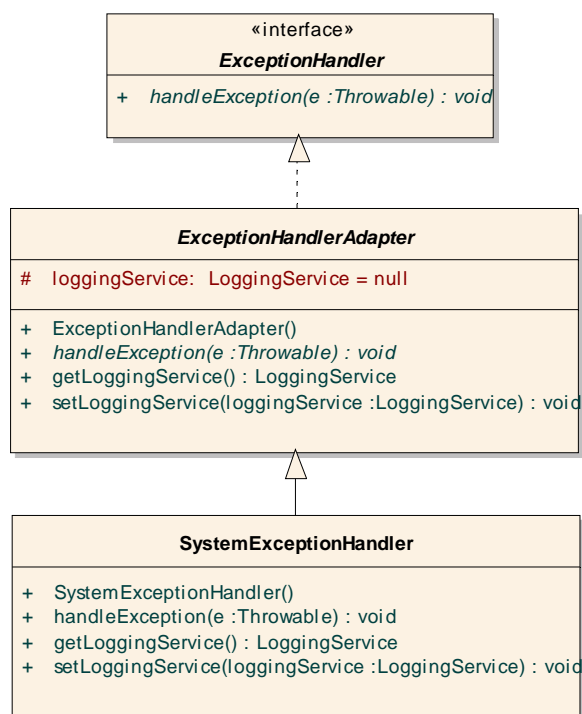 «interface»
ExceptionHandler
+ handleException(e :Throwable) : void
ExceptionHandlerAdapter
# loggingService: LoggingService = null
+ ExceptionHandlerAdapter()
+ handleException(e :Throwable) : void
+ getLoggingService() : LoggingService
+ setLoggingService(loggingService :LoggingService) : void
SystemExceptionHandler
+ SystemExceptionHandler()
+ handleException(e :Throwable) : void
+ getLoggingService() : LoggingService
+ setLoggingService(loggingService :LoggingService) : void